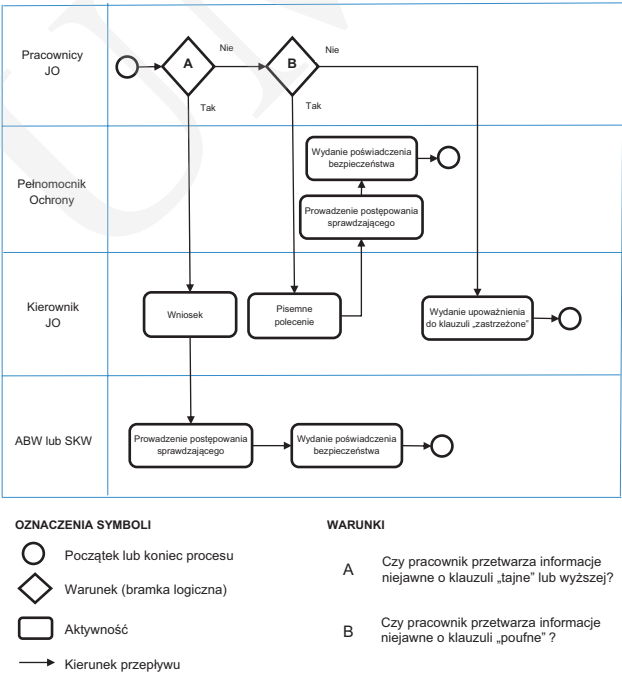 Pracownicy
JO
A
Nie
B
Nie
Tak
Tak
Pełnomocnik
Ochrony
Wydanie poświadczenia
bezpieczeństwa
Prowadzenie postępowania
sprawdzającego
Kierownik
JO
Wniosek
Pisemne
polecenie
Wydanie upoważnienia
do klauzuli „zastrzeżone”
ABW lub SKW
Prowadzenie postępowania
sprawdzającego
Wydanie poświadczenia
bezpieczeństwa
OZNACZENIA SYMBOLI
Początek lub koniec procesu
Warunek (bramka logiczna)
Aktywność
Kierunek przepływu
WARUNKI
A
Czy pracownik przetwarza informacje
niejawne o klauzuli „tajne” lub wyższej?
B
Czy pracownik przetwarza informacje
niejawne o klauzuli „poufne” ?